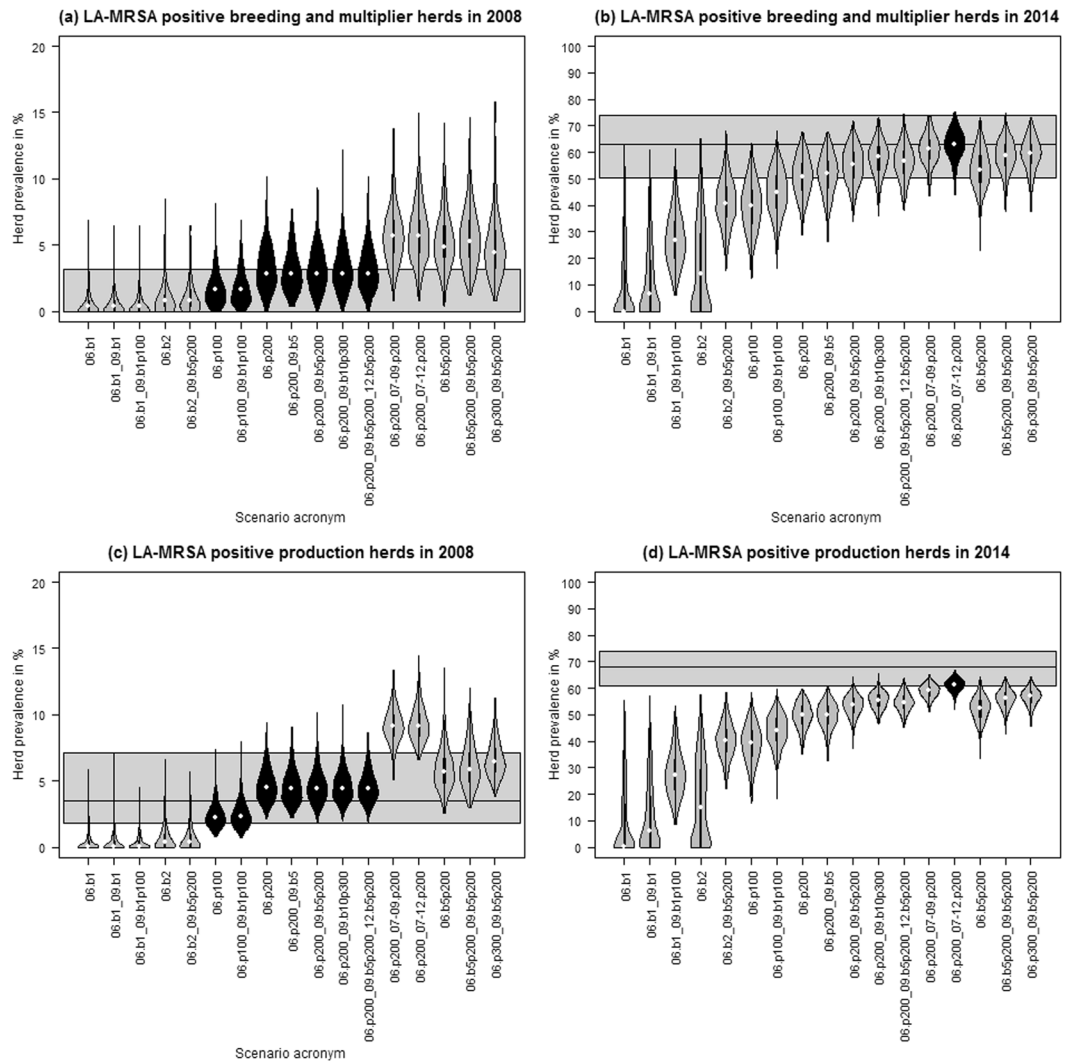 (a) LA-MRSA positive breeding and multiplier herds in 2008
Herd prevalence in %
20
15
10
5
0
06.b1
06.b1_09.b1
06.b1_09.b1p100
06.b2
06.b2_09.b5p200
06.p100
06.p100_09.b1p100
06.p200
06.p200_09.b5
06.p200_09.b5p200
06.p200_09.b10p300
06.p200_09.b5p200_12.b5p200
06.p200_07-09.p200
06.p200_07-12.p200
06.b5p200
06.b5p200_09.b5p200
06.p300_09.b5p200
Scenario acronym
(b) LA-MRSA positive breeding and multiplier herds in 2014
Herd prevalence in %
100
90
80
70
60
50
40
30
20
10
0
06.b1
06.b1_09.b1
06.b1_09.b1p100
06.b2
06.b2_09.b5p200
06.p100
06.p100_09.b1p100
06.p200
06.p200_09.b5
06.p200_09.b5p200
06.p200_09.b10p300
06.p200_09.b5p200_12.b5p200
06.p200_07-09.p200
06.p200_07-12.p200
06.b5p200
06.b5p200_09.b5p200
06.p300_09.b5p200
Scenario acronym
(c) LA-MRSA positive production herds in 2008
Herd prevalence in %
20
15
10
5
0
06.b1
06.b1_09.b1
06.b1_09.b1p100
06.b2
06.b2_09.b5p200
06.p100
06.p100_09.b1p100
06.p200
06.p200_09.b5
06.p200_09.b5p200
06.p200_09.b10p300
06.p200_09.b5p200_12.b5p200
06.p200_07-09.p200
06.p200_07-12.p200
06.b5p200
06.b5p200_09.b5p200
06.p300_09.b5p200
Scenario acronym
(d) LA-MRSA positive production herds in 2014
Herd prevalence in %
100
90
80
70
60
50
40
30
20
10
0
06.b1
06.b1_09.b1
06.b1_09.b1p100
06.b2
06.b2_09.b5p200
06.p100
06.p100_09.b1p100
06.p200
06.p200_09.b5
06.p200_09.b5p200
06.p200_09.b10p300
06.p200_09.b5p200_12.b5p200
06.p200_07-09.p200
06.p200_07-12.p200
06.b5p200
06.b5p200_09.b5p200
06.p300_09.b5p200